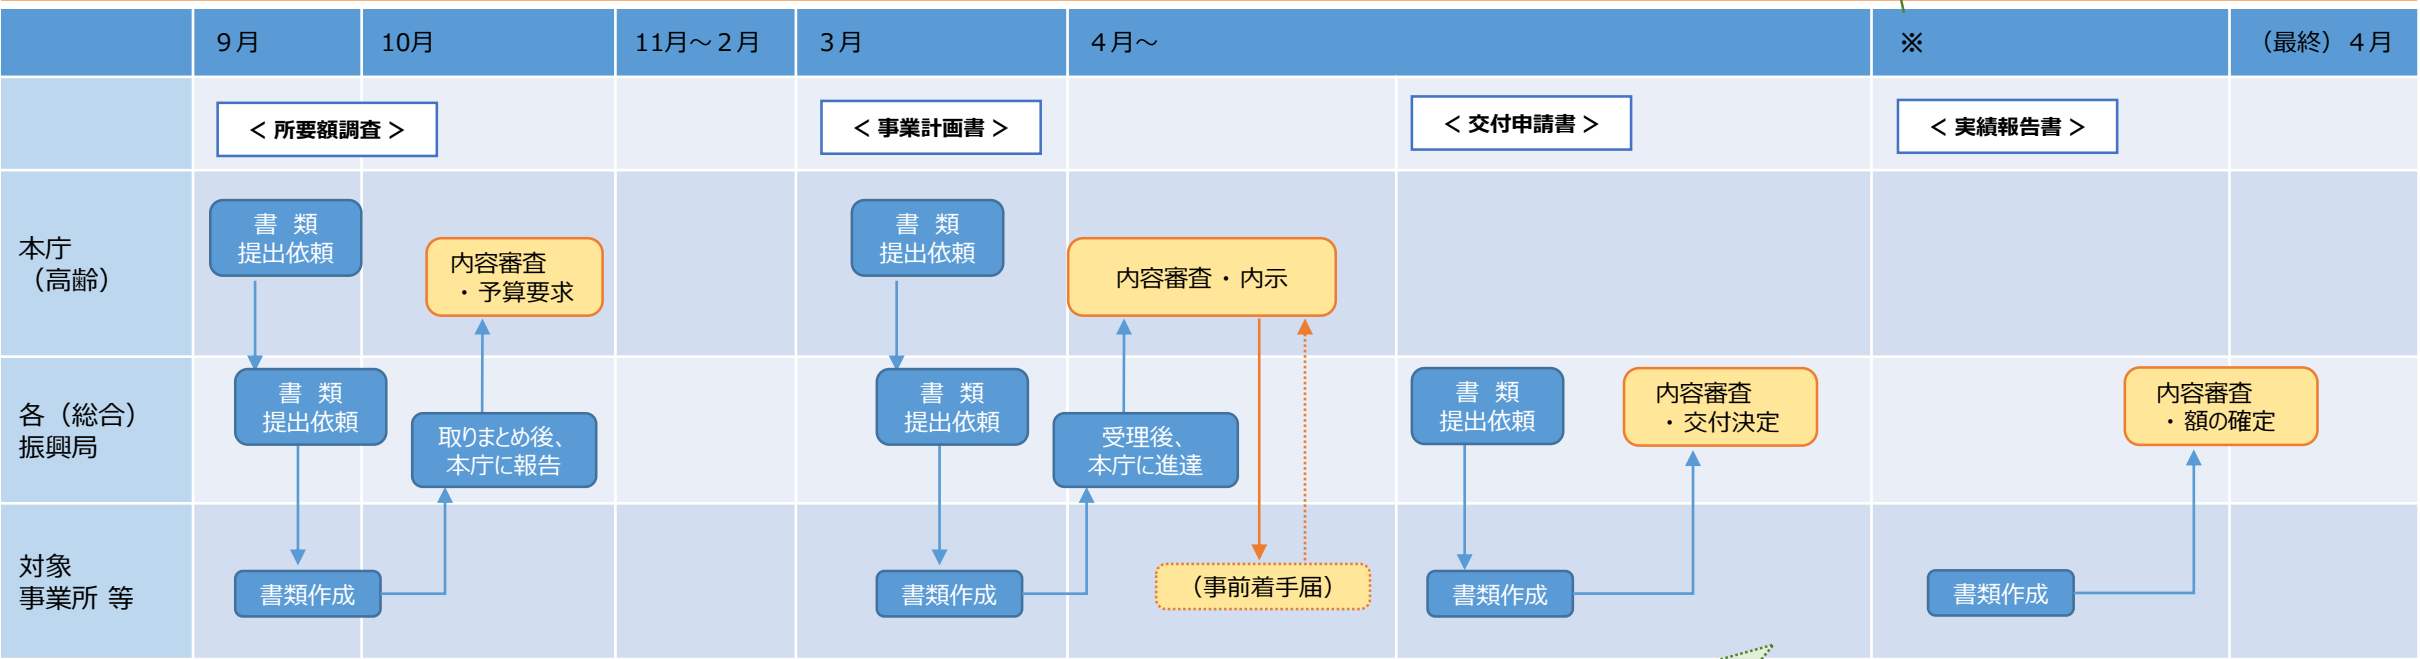 ９月
10月
11月～２月
３月
４月～
※
（最終）４月
＜ 所要額調査 ＞
＜ 事業計画書 ＞
＜ 交付申請書 ＞
＜ 実績報告書 ＞
本庁
（高齢）
書 類
提出依頼
内容審査
・予算要求
書 類
提出依頼
内容審査 ・ 内示
各（総合）
振興局
書 類
提出依頼
取りまとめ後、
本庁に報告
書 類
提出依頼
受理後、
本庁に進達
書 類
提出依頼
内容審査
・交付決定
内容審査
・額の確定
対象
事業所 等
書類作成
書類作成
（事前着手届）
書類作成
書類作成